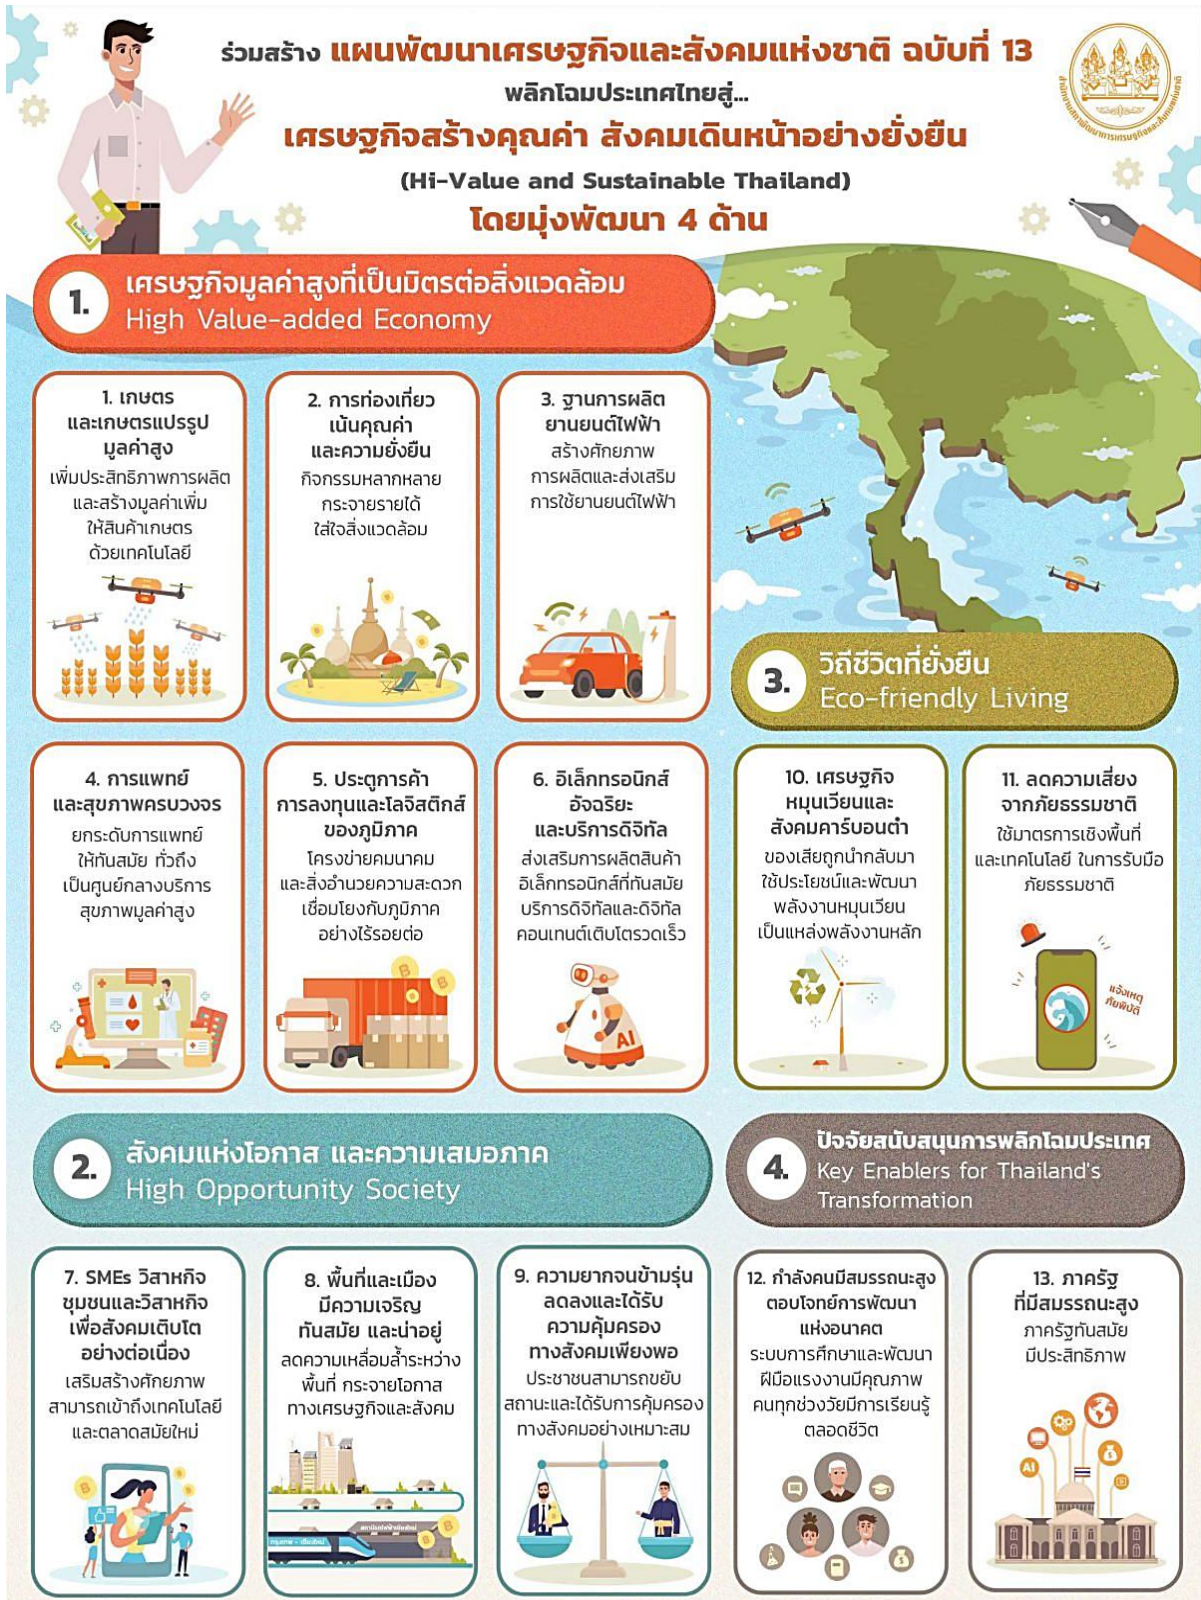 ร่วมสร้าง แผนพัฒนาเศรษฐกิจและสังคมแห่งชาติ ฉบับที่ 13
พลิกโฉมประเทศไทยสู่...
เศรษฐกิจสร้างคุณค่า สังคมเดินหน้าอย่างยั่งยืน
(Hi-Value and Sustainable Thailand)
โดยมุ่งพัฒนา 4 ด้าน
สำนักงานสภาพัฒนาการเศรษฐกิจและสังคมแห่งชาติ
1.
เศรษฐกิจมูลค่าสูงที่เป็นมิตรต่อสิ่งแวดล้อม
High Value-added Economy
1. เกษตร
และเกษตรแปรรูป
มูลค่าสูง
เพิ่มประสิทธิภาพการผลิต
และสร้างมูลค่าเพิ่ม
ให้สินค้าเกษตร
ด้วยเทคโนโลยี
2. การท่องเที่ยว
เน้นคุณค่า
และความยั่งยืน
กิจกรรมหลากหลาย
กระจายรายได้
ใส่ใจสิ่งแวดล้อม
3. ฐานการผลิต
ยานยนต์ไฟฟ้า
สร้างศักยภาพ
การผลิตและส่งเสริม
การใช้ยานยนต์ไฟฟ้า
4. การแพทย์
และสุขภาพครบวงจร
ยกระดับการแพทย์
ให้ทันสมัย ทั่วถึง
เป็นศูนย์กลางบริการ
สุขภาพมูลค่าสูง
5. ประตูการค้า
การลงทุนและโลจิสติกส์
ของภูมิภาค
โครงข่ายคมนาคม
และสิ่งอำนวยความสะดวก
เชื่อมโยงกับภูมิภาค
อย่างไร้รอยต่อ
6. อิเล็กทรอนิกส์
อัจฉริยะ
และบริการดิจิทัล
ส่งเสริมการผลิตสินค้า
อิเล็กทรอนิกส์ที่ทันสมัย
บริการดิจิทัลและดิจิทัล
คอนเทนต์เติบโตรวดเร็ว
AI
3.
วิถีชีวิตที่ยั่งยืน
Eco-friendly Living
10. เศรษฐกิจ
หมุนเวียนและ
สังคมคาร์บอนต่ำ
ของเสียถูกนำกลับมา
ใช้ประโยชน์และพัฒนา
พลังงานหมุนเวียน
เป็นแหล่งพลังงานหลัก
11. ลดความเสี่ยง
จากภัยธรรมชาติ
ใช้มาตรการเชิงพื้นที่
และเทคโนโลยี ในการรับมือ
ภัยธรรมชาติ
แจ้งเหตุ
ภัยพิบัติ
2.
สังคมแห่งโอกาส และความเสมอภาค
High Opportunity Society
7. SMEs วิสาหกิจ
ชุมชนและวิสาหกิจ
เพื่อสังคมเติบโต
อย่างต่อเนื่อง
เสริมสร้างศักยภาพ
สามารถเข้าถึงเทคโนโลยี
และตลาดสมัยใหม่
8. พื้นที่และเมือง
มีความเจริญ
ทันสมัย และน่าอยู่
ลดความเหลื่อมล้ำระหว่าง
พื้นที่ กระจายโอกาส
ทางเศรษฐกิจและสังคม
กรุงเทพ - เชียงใหม่
9. ความยากจนข้ามรุ่น
ลดลงและได้รับ
ความคุ้มครอง
ทางสังคมเพียงพอ
ประชาชนสามารถขยับ
สถานะและได้รับการคุ้มครอง
ทางสังคมอย่างเหมาะสม
4.
ปัจจัยสนับสนุนการพลิกโฉมประเทศ
Key Enablers for Thailand's
Transformation
12. กำลังคนมีสมรรถนะสูง
ตอบโจทย์การพัฒนา
แห่งอนาคต
ระบบการศึกษาและพัฒนา
ฝีมือแรงงานมีคุณภาพ
คนทุกช่วงวัยมีการเรียนรู้
ตลอดชีวิต
13. ภาครัฐ
ที่มีสมรรถนะสูง
ภาครัฐทันสมัย
มีประสิทธิภาพ
AI